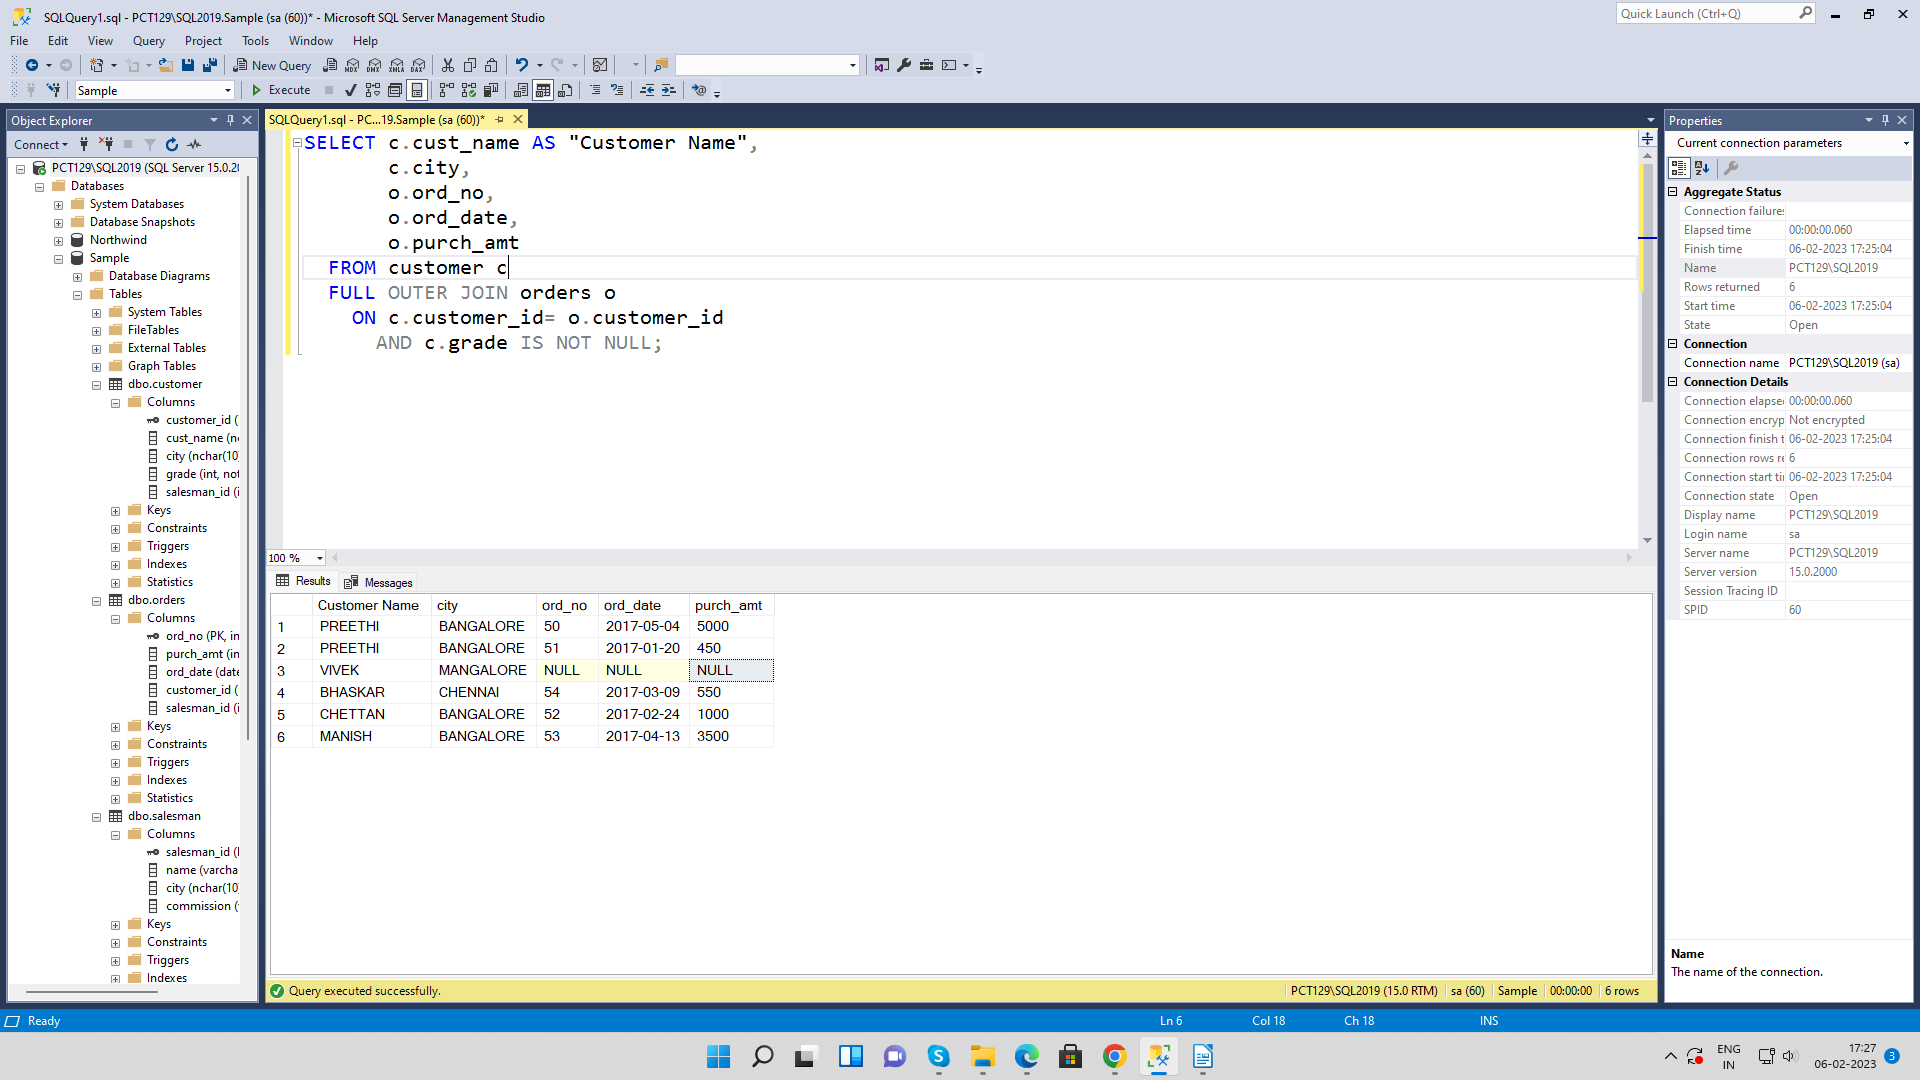 SQLQuery1.sql - PCT129\SQL2019.Sample (sa (60))* - Microsoft SQL Server Management Studio
Quick Launch (Ctrl+Q)
File Edit View Query Project Tools Window Help
New Query
MDX DMX XMLA DAX
Sample
Execute
Object Explorer
Connect
PCT129\SQL2019 (SQL Server 15.0.20
Databases
System Databases
Database Snapshots
Northwind
Sample
Database Diagrams
Tables
System Tables
FileTables
External Tables
Graph Tables
dbo.customer
Columns
customer_id (
cust_name (nc
city (nchar(10)
grade (int, not
salesman_id (i
Keys
Constraints
Triggers
Indexes
Statistics
dbo.orders
Columns
ord_no (PK, in
purch_amt (in
ord_date (date
customer_id (
salesman_id (i
Keys
Constraints
Triggers
Indexes
Statistics
dbo.salesman
Columns
salesman_id (
name (varcha
city (nchar(10)
commission (
Keys
Constraints
Triggers
Indexes
SQLQuery1.sql - PC...19.Sample (sa (60))*
SELECT c.cust_name AS "Customer Name",
c.city,
o.ord_no,
o.ord_date,
o.purch_amt
FROM customer c
FULL OUTER JOIN orders o
ON c.customer_id= o.customer_id
AND c.grade IS NOT NULL;
100 %
Results Messages
Customer Name city ord_no ord_date purch_amt
1 PREETHI BANGALORE 50 2017-05-04 5000
2 PREETHI BANGALORE 51 2017-01-20 450
3 VIVEK MANGALORE NULL NULL NULL
4 BHASKAR CHENNAI 54 2017-03-09 550
5 CHETTAN BANGALORE 52 2017-02-24 1000
6 MANISH BANGALORE 53 2017-04-13 3500
Query executed successfully.
PCT129\SQL2019 (15.0 RTM) sa (60) Sample 00:00:00 6 rows
Properties
Current connection parameters
Aggregate Status
Connection failures
Elapsed time 00:00:00.060
Finish time 06-02-2023 17:25:04
Name PCT129\SQL2019
Rows returned 6
Start time 06-02-2023 17:25:04
State Open
Connection
Connection name PCT129\SQL2019 (sa)
Connection Details
Connection elapse 00:00:00.060
Connection encryp Not encrypted
Connection finish t 06-02-2023 17:25:04
Connection rows re 6
Connection start ti 06-02-2023 17:25:04
Connection state Open
Display name PCT129\SQL2019
Login name sa
Server name PCT129\SQL2019
Server version 15.0.2000
Session Tracing ID
SPID 60
Name
The name of the connection.
Ready
Ln 6 Col 18 Ch 18 INS
ENG
IN
17:27
06-02-2023
3